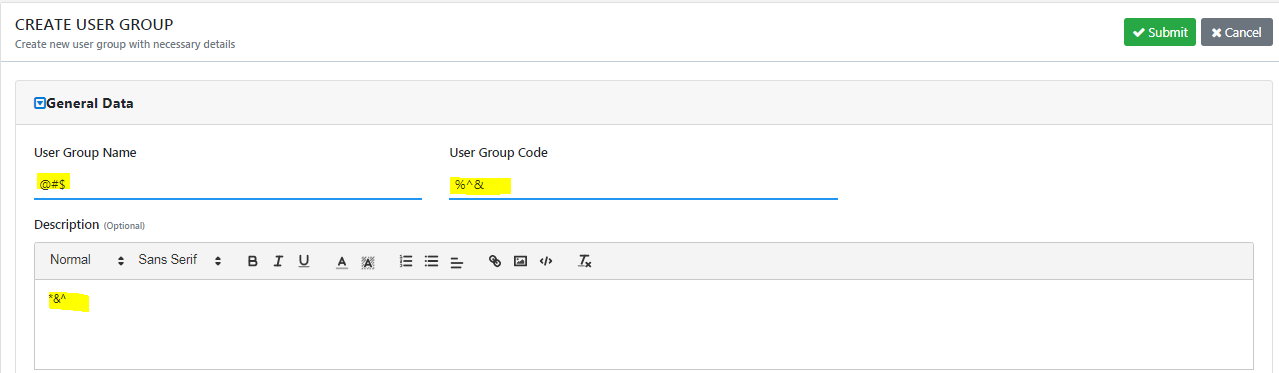 CREATE USER GROUP
Create new user group with necessary details
Submit
Cancel
General Data
User Group Name
User Group Code
@#$
%^&
Description (Optional)
Normal Sans Serif B I U A A
*&^